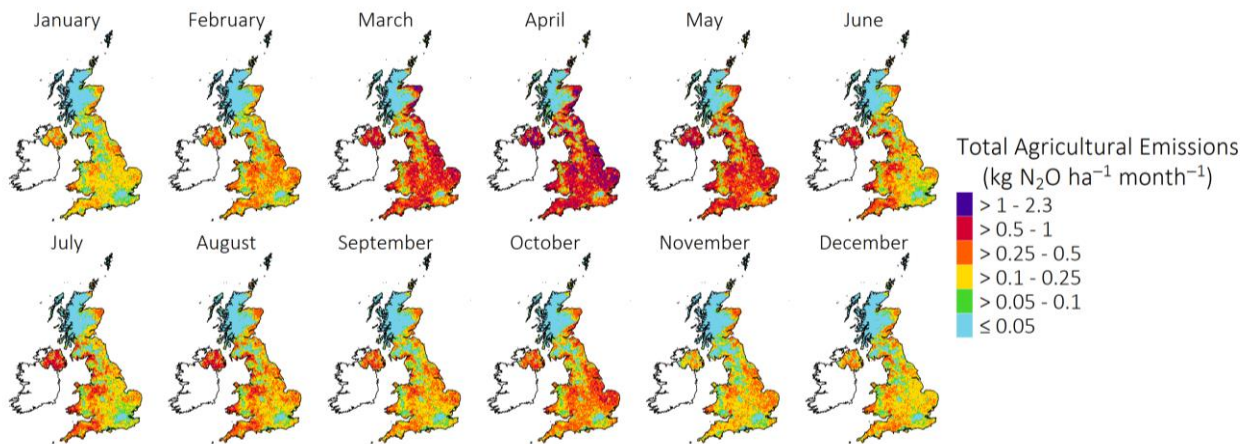 January
February
March
April
May
June
July
August
September
October
November
December
Total Agricultural Emissions
(kg N₂O ha⁻¹ month⁻¹)
> 1 - 2.3
> 0.5 - 1
> 0.25 - 0.5
> 0.1 - 0.25
> 0.05 - 0.1
≤ 0.05